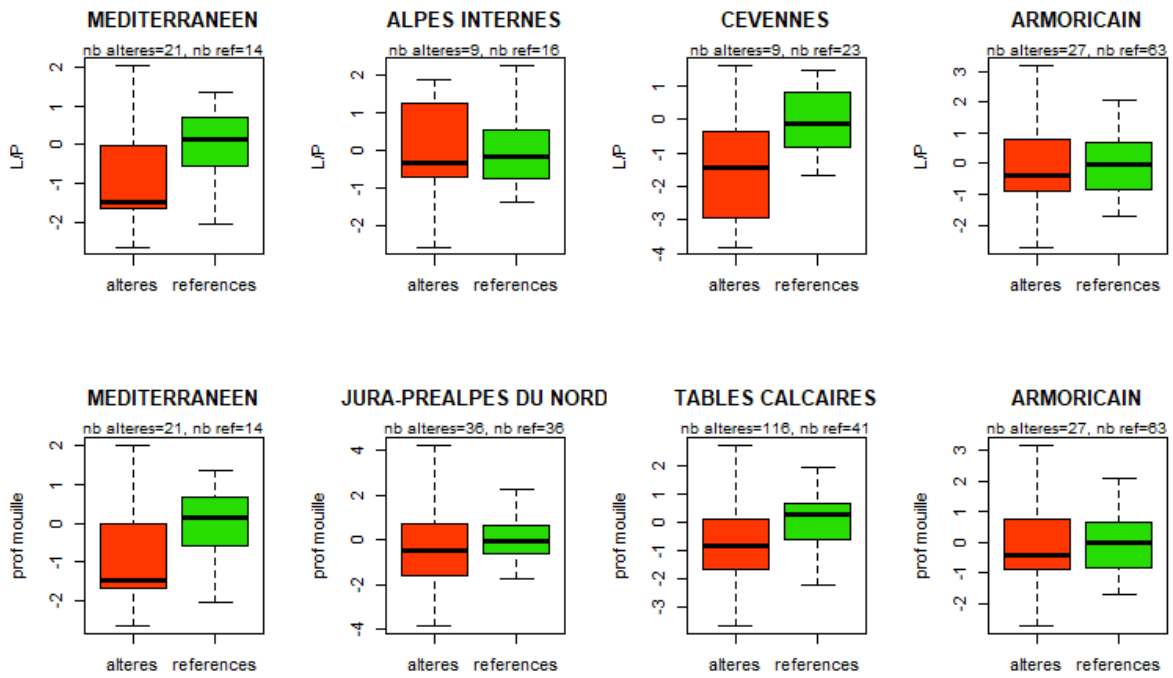 MEDITERRANEEN
nb alteres=21, nb ref=14
L/P
2
1
0
-1
-2
alteres references
ALPES INTERNES
nb alteres=9, nb ref=16
L/P
2
1
0
-1
-2
alteres references
CEVENNES
nb alteres=9, nb ref=23
L/P
1
0
-1
-2
-3
-4
alteres references
ARMORICAIN
nb alteres=27, nb ref=63
L/P
3
2
1
0
-1
-2
alteres references
MEDITERRANEEN
nb alteres=21, nb ref=14
prof mouille
2
1
0
-1
-2
alteres references
JURA-PREALPES DU NORD
nb alteres=36, nb ref=36
prof mouille
4
2
0
-2
-4
alteres references
TABLES CALCAIRES
nb alteres=116, nb ref=41
prof mouille
2
1
0
-1
-2
-3
alteres references
ARMORICAIN
nb alteres=27, nb ref=63
prof mouille
3
2
1
0
-1
-2
alteres references